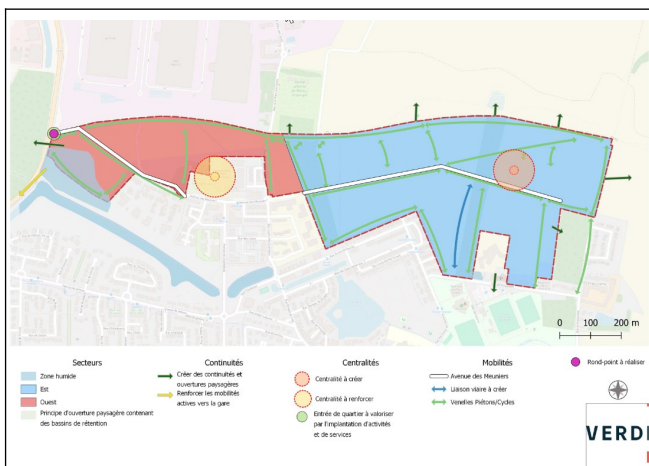 0 100 200 m
Secteurs
Zone humide
Est
Ouest
Principe d'ouverture paysagère contenant
des bassins de rétention
Continuités
Créer des continuités et
ouvertures paysagères
Renforcer les mobilités
actives vers la gare
Centralités
Centralité à créer
Centralité à renforcer
Entrée de quartier à valoriser
par l'implantation d'activités
et de services
Mobilités
Avenue des Meuniers
Liaison viaire à créer
Venelles Piétons/Cycles
Rond-point à réaliser
VERDI